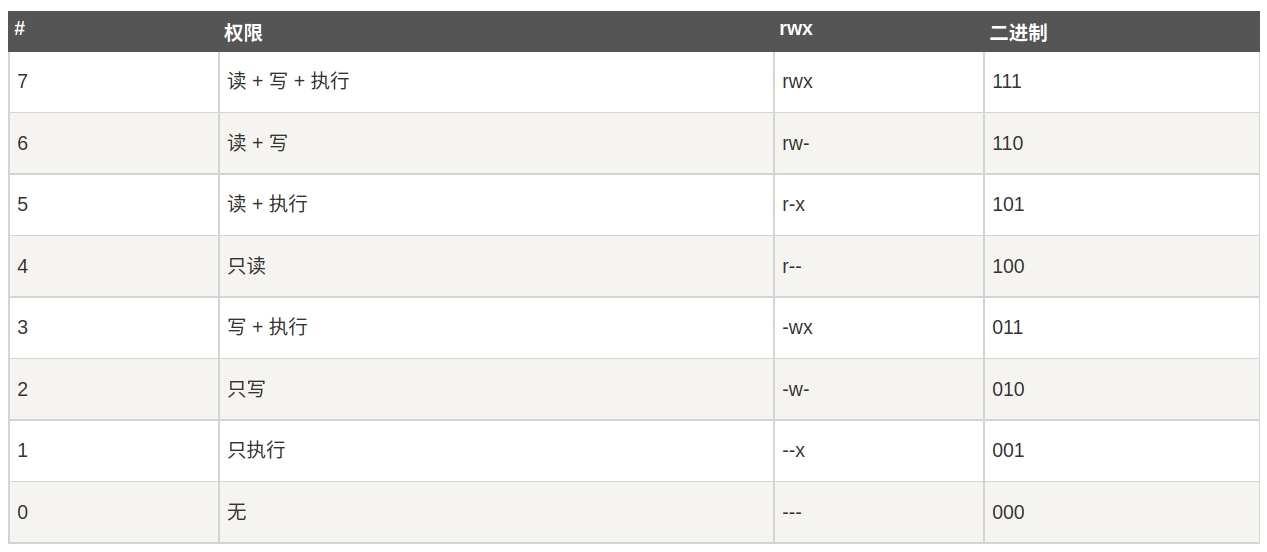 # 权限 rwx 二进制
7 读 + 写 + 执行 rwx 111
6 读 + 写 rw- 110
5 读 + 执行 r-x 101
4 只读 r-- 100
3 写 + 执行 -wx 011
2 只写 -w- 010
1 只执行 --x 001
0 无 --- 000